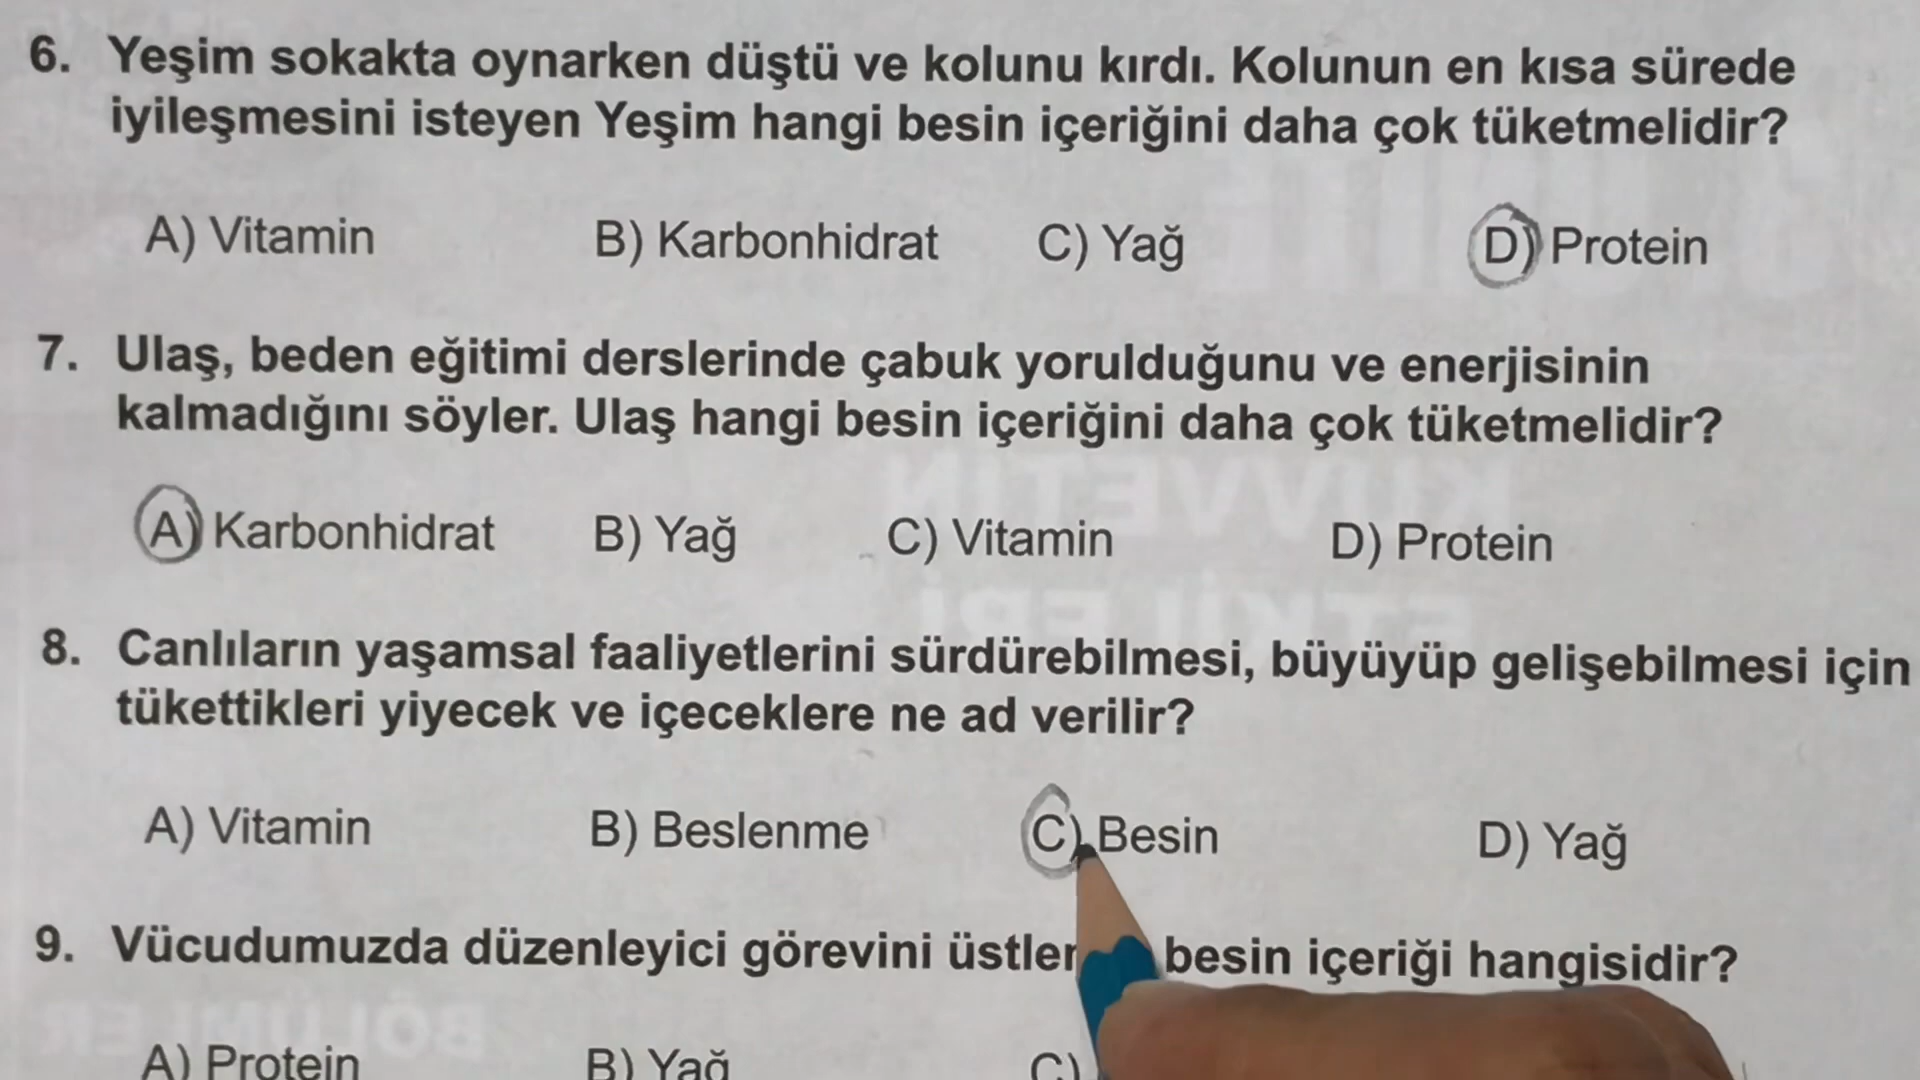 6. Yeşim sokakta oynarken düştü ve kolunu kırdı. Kolunun en kısa sürede
iyileşmesini isteyen Yeşim hangi besin içeriğini daha çok tüketmelidir?
A) Vitamin B) Karbonhidrat C) Yağ D) Protein
7. Ulaş, beden eğitimi derslerinde çabuk yorulduğunu ve enerjisinin
kalmadığını söyler. Ulaş hangi besin içeriğini daha çok tüketmelidir?
A) Karbonhidrat B) Yağ C) Vitamin D) Protein
8. Canlıların yaşamsal faaliyetlerini sürdürebilmesi, büyüyüp gelişebilmesi için
tükettikleri yiyecek ve içeceklere ne ad verilir?
A) Vitamin B) Beslenme C) Besin D) Yağ
9. Vücudumuzda düzenleyici görevini besin içeriği hangisidir?
A) Protein B) Yağ C)